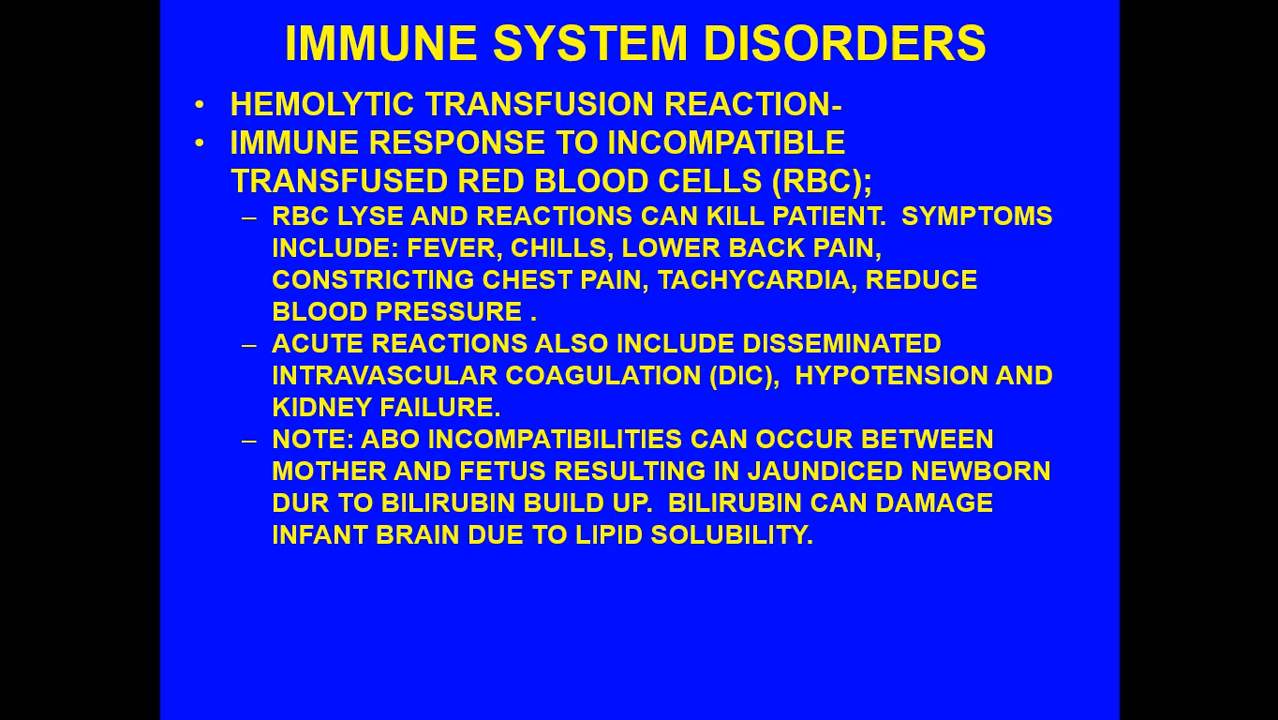 IMMUNE SYSTEM DISORDERS
• HEMOLYTIC TRANSFUSION REACTION-
• IMMUNE RESPONSE TO INCOMPATIBLE
TRANSFUSED RED BLOOD CELLS (RBC);
– RBC LYSE AND REACTIONS CAN KILL PATIENT.  SYMPTOMS
INCLUDE: FEVER, CHILLS, LOWER BACK PAIN,
CONSTRICTING CHEST PAIN, TACHYCARDIA, REDUCE
BLOOD PRESSURE .
– ACUTE REACTIONS ALSO INCLUDE DISSEMINATED
INTRAVASCULAR COAGULATION (DIC),  HYPOTENSION AND
KIDNEY FAILURE.
– NOTE: ABO INCOMPATIBILITIES CAN OCCUR BETWEEN
MOTHER AND FETUS RESULTING IN JAUNDICED NEWBORN
DUR TO BILIRUBIN BUILD UP.  BILIRUBIN CAN DAMAGE
INFANT BRAIN DUE TO LIPID SOLUBILITY.